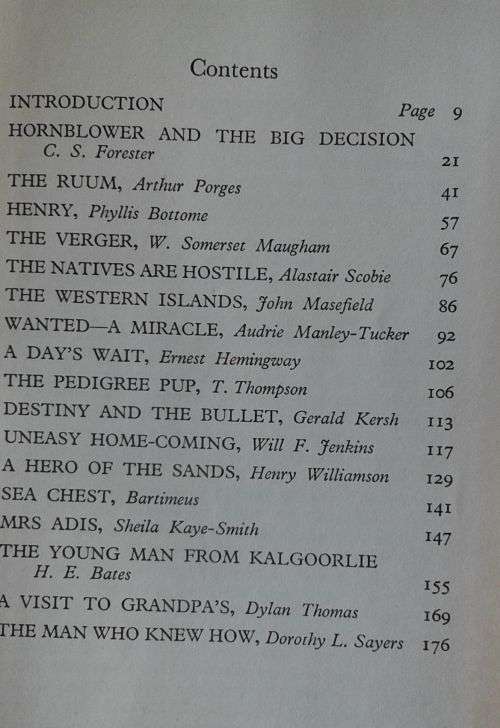 Contents
INTRODUCTION Page 9
HORNBLOWER AND THE BIG DECISION
C. S. Forester 21
THE RUUM, Arthur Porges 41
HENRY, Phyllis Bottome 57
THE VERGER, W. Somerset Maugham 67
THE NATIVES ARE HOSTILE, Alastair Scobie 76
THE WESTERN ISLANDS, John Masefield 86
WANTED—A MIRACLE, Audrie Manley-Tucker 92
A DAY'S WAIT, Ernest Hemingway 102
THE PEDIGREE PUP, T. Thompson 106
DESTINY AND THE BULLET, Gerald Kersh 113
UNEASY HOME-COMING, Will F. Jenkins 117
A HERO OF THE SANDS, Henry Williamson 129
SEA CHEST, Bartimeus 141
MRS ADIS, Sheila Kaye-Smith 147
THE YOUNG MAN FROM KALGOORLIE
H. E. Bates 155
A VISIT TO GRANDPA'S, Dylan Thomas 169
THE MAN WHO KNEW HOW, Dorothy L. Sayers 176